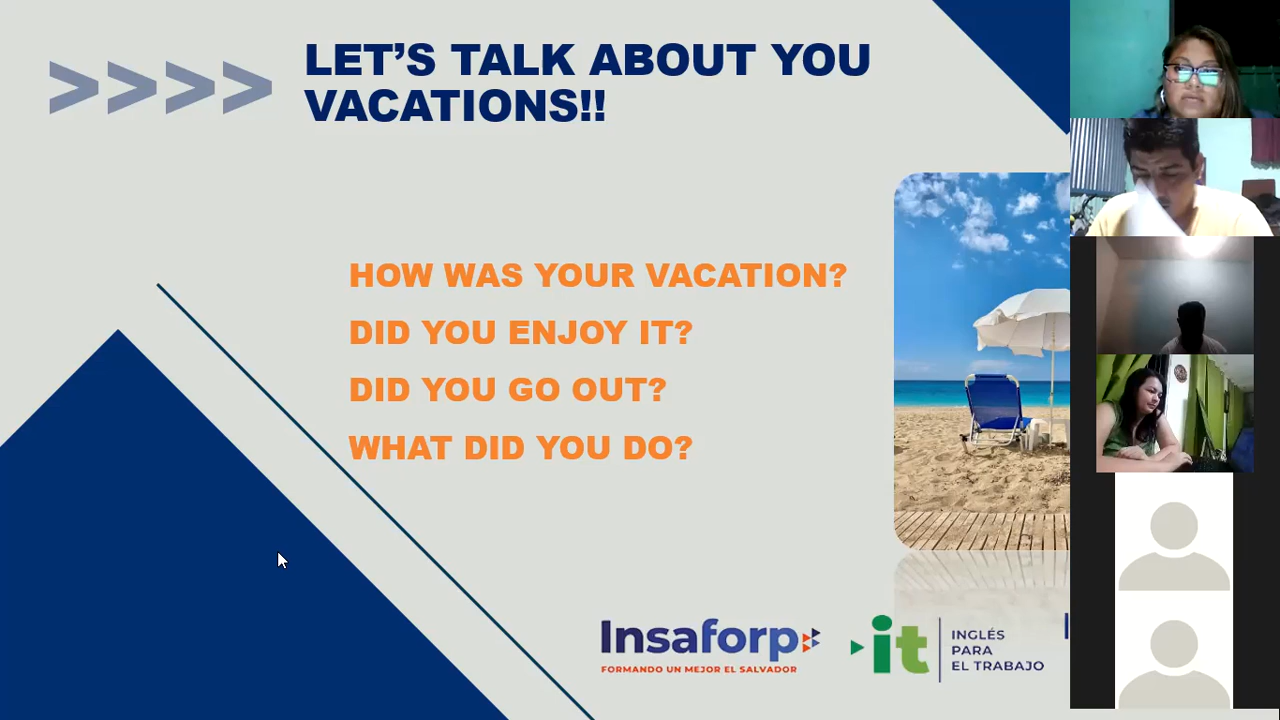 >>>>
LET'S TALK ABOUT YOU
VACATIONS!!
HOW WAS YOUR VACATION?
DID YOU ENJOY IT?
DID YOU GO OUT?
WHAT DID YOU DO?
Insaforp
FORMANDO UN MEJOR EL SALVADOR
it
INGLÉS
PARA
EL TRABAJO